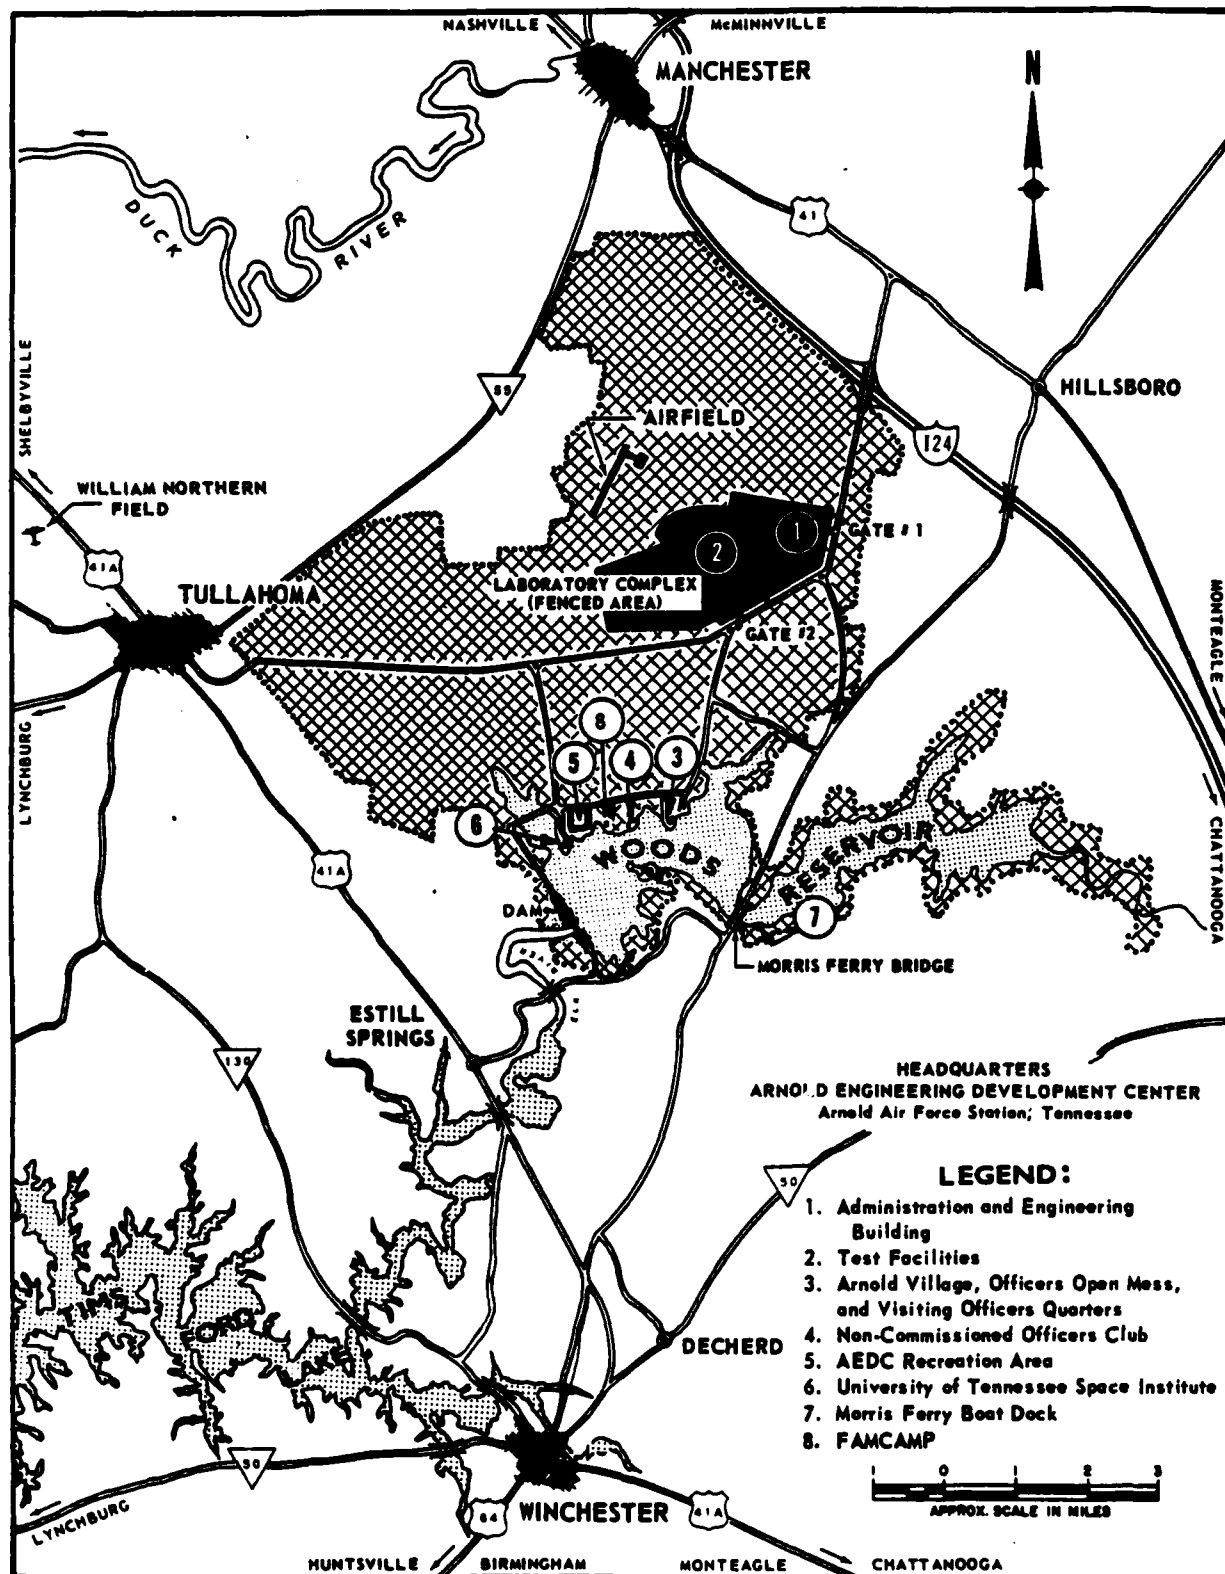 NASHVILLE
McMINNVILLE
MANCHESTER
N
DUCK
RIVER
41
SHELBYVILLE
55
HILLSBORO
AIRFIELD
124
WILLIAM NORTHERN
FIELD
1
GATE # 1
2
41A
TULLAHOMA
LABORATORY COMPLEX
(FENCED AREA)
GATE #2
MONTEAGLE
LYNCHBURG
8
5
4
3
6
WOODS
RESERVOIR
CHATTANOOGA
41A
DAM
7
MORRIS FERRY BRIDGE
ELK
ESTILL
SPRINGS
130
HEADQUARTERS
ARNOLD ENGINEERING DEVELOPMENT CENTER
Arnold Air Force Station, Tennessee
50
LEGEND:
1. Administration and Engineering
Building
2. Test Facilities
3. Arnold Village, Officers Open Mess,
and Visiting Officers Quarters
4. Non-Commissioned Officers Club
5. AEDC Recreation Area
6. University of Tennessee Space Institute
7. Morris Ferry Boat Dock
8. FAMCAMP
TIMS
FORD
LAKE
DECHERD
50
1 0 1 2 3
APPROX. SCALE IN MILES
LYNCHBURG
64
WINCHESTER
41A
HUNTSVILLE
BIRMINGHAM
MONTEAGLE
CHATTANOOGA